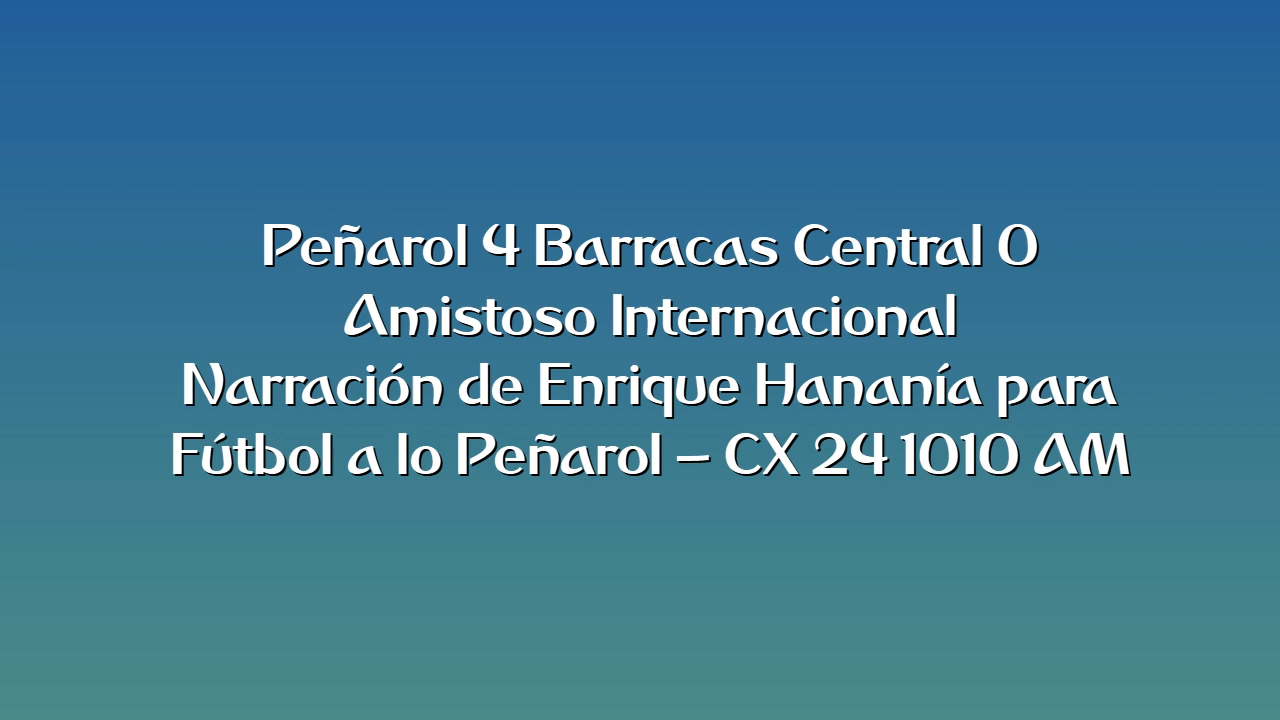 Peñarol 4 Barracas Central 0
Amistoso Internacional
Narración de Enrique Hananía para
Fútbol a lo Peñarol – CX 24 1010 AM